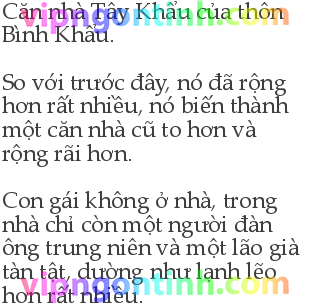 Căn nhà Tây Khẩu của thôn
vipngontinh.com
Bình Khẩu.
So với trước đây, nó đã rộng
hơn rất nhiều, nó biến thành
một căn nhà cũ to hơn và
rộng rãi hơn.
Con gái không ở nhà, trong
nhà chỉ còn một người đàn
ông trung niên và một lão già
tàn tật, dường như lạnh lẽo
vipngontinh.com
hơn rất nhiều.